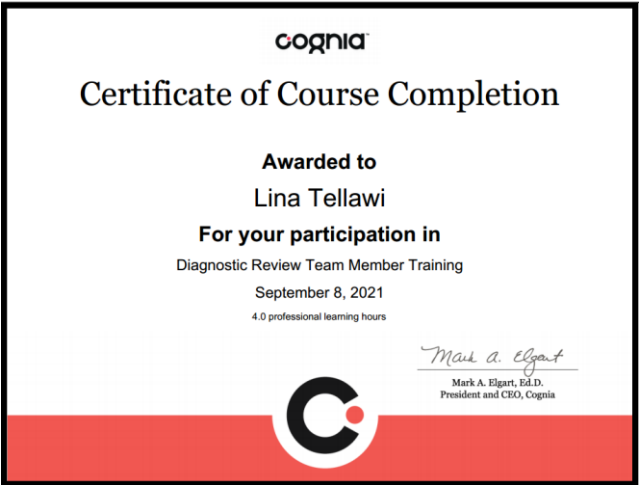 cognia
Certificate of Course Completion
Awarded to
Lina Tellawi
For your participation in
Diagnostic Review Team Member Training
September 8, 2021
4.0 professional learning hours
Mark A. Elgart
Mark A. Elgart, Ed.D.
President and CEO, Cognia